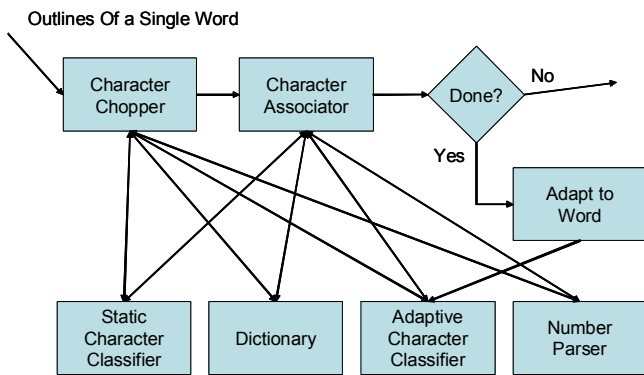 Outlines Of a Single Word
Character
Chopper
Character
Associator
Done?
No
Yes
Adapt to
Word
Static
Character
Classifier
Dictionary
Adaptive
Character
Classifier
Number
Parser